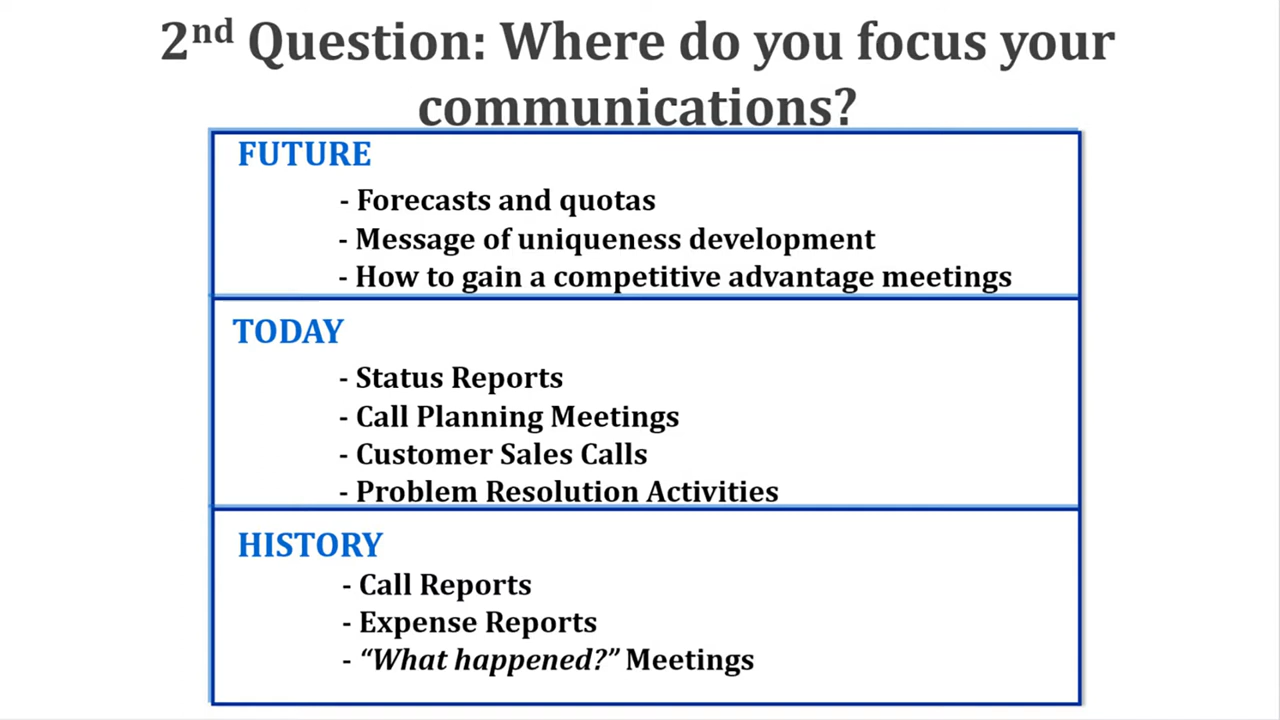 2nd Question: Where do you focus your
communications?
FUTURE
- Forecasts and quotas
- Message of uniqueness development
- How to gain a competitive advantage meetings
TODAY
- Status Reports
- Call Planning Meetings
- Customer Sales Calls
- Problem Resolution Activities
HISTORY
- Call Reports
- Expense Reports
- “What happened?” Meetings